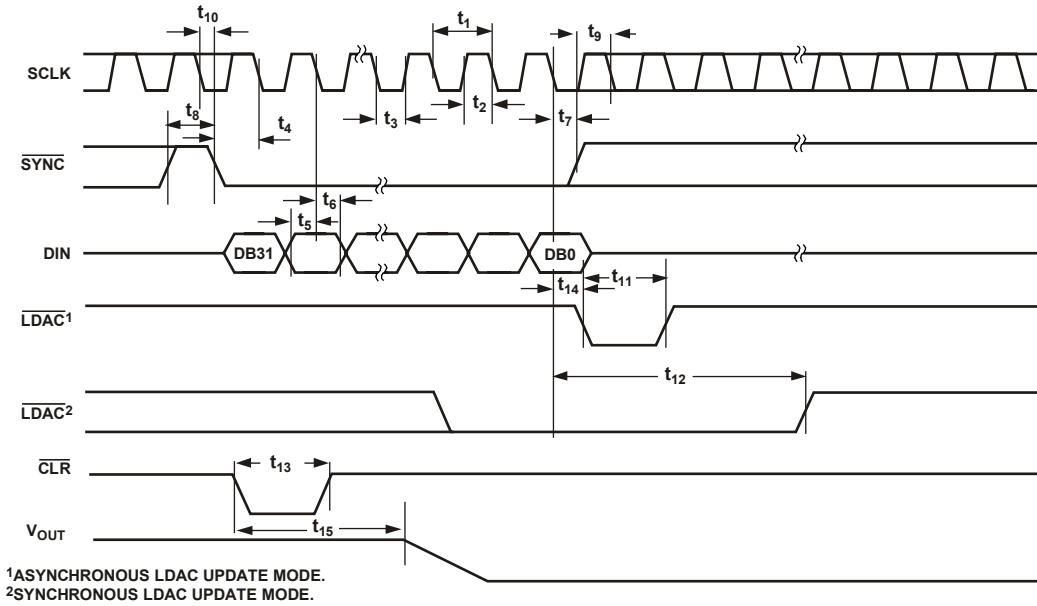 t10
t1
t9
SCLK
t8
t4
t3
t2
t7
SYNC
t6
t5
DIN
DB31
DB0
t14
t11
LDAC1
t12
LDAC2
CLR
t13
t15
VOUT
1ASYNCHRONOUS LDAC UPDATE MODE.
2SYNCHRONOUS LDAC UPDATE MODE.